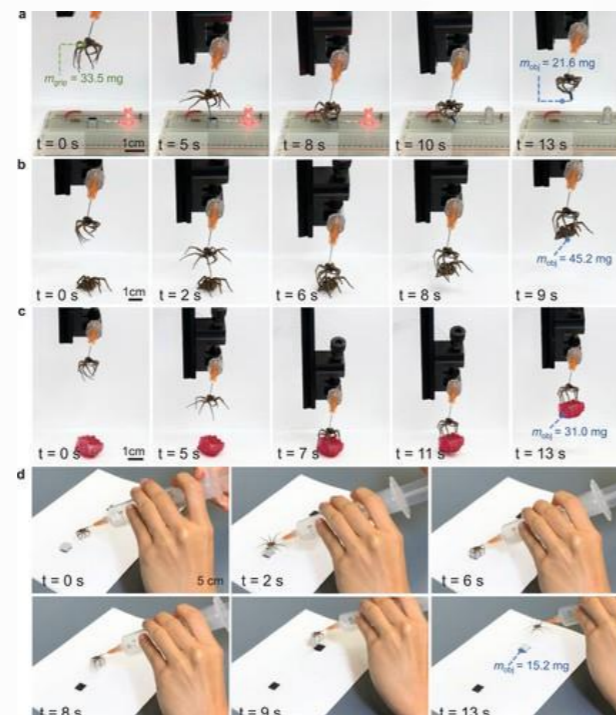 a
m_grip = 33.5 mg
m_obj = 21.6 mg
t = 0 s
1cm
t = 5 s
t = 8 s
t = 10 s
t = 13 s
b
t = 0 s
1cm
t = 2 s
t = 6 s
t = 8 s
m_obj = 45.2 mg
t = 9 s
c
t = 0 s
1cm
t = 5 s
t = 7 s
t = 11 s
m_obj = 31.0 mg
t = 13 s
d
t = 0 s
5 cm
t = 2 s
t = 6 s
t = 8 s
t = 9 s
m_obj = 15.2 mg
t = 13 s